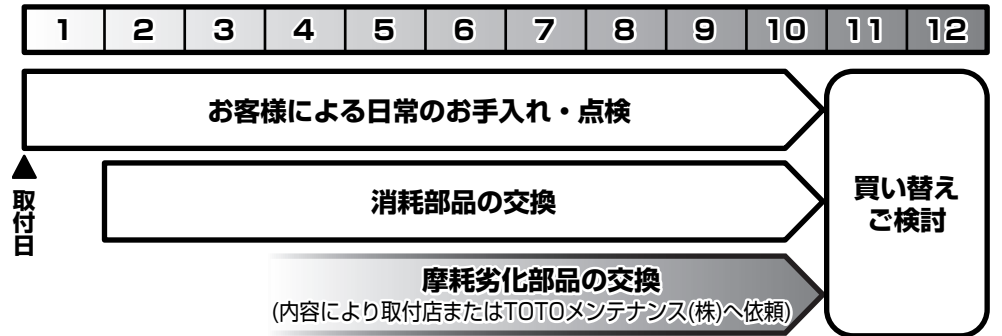 1 2 3 4 5 6 7 8 9 10 11 12
お客様による日常のお手入れ・点検
▲
取付日
消耗部品の交換
買い替え
ご検討
摩耗劣化部品の交換
(内容により取付店またはTOTOメンテナンス(株)へ依頼)